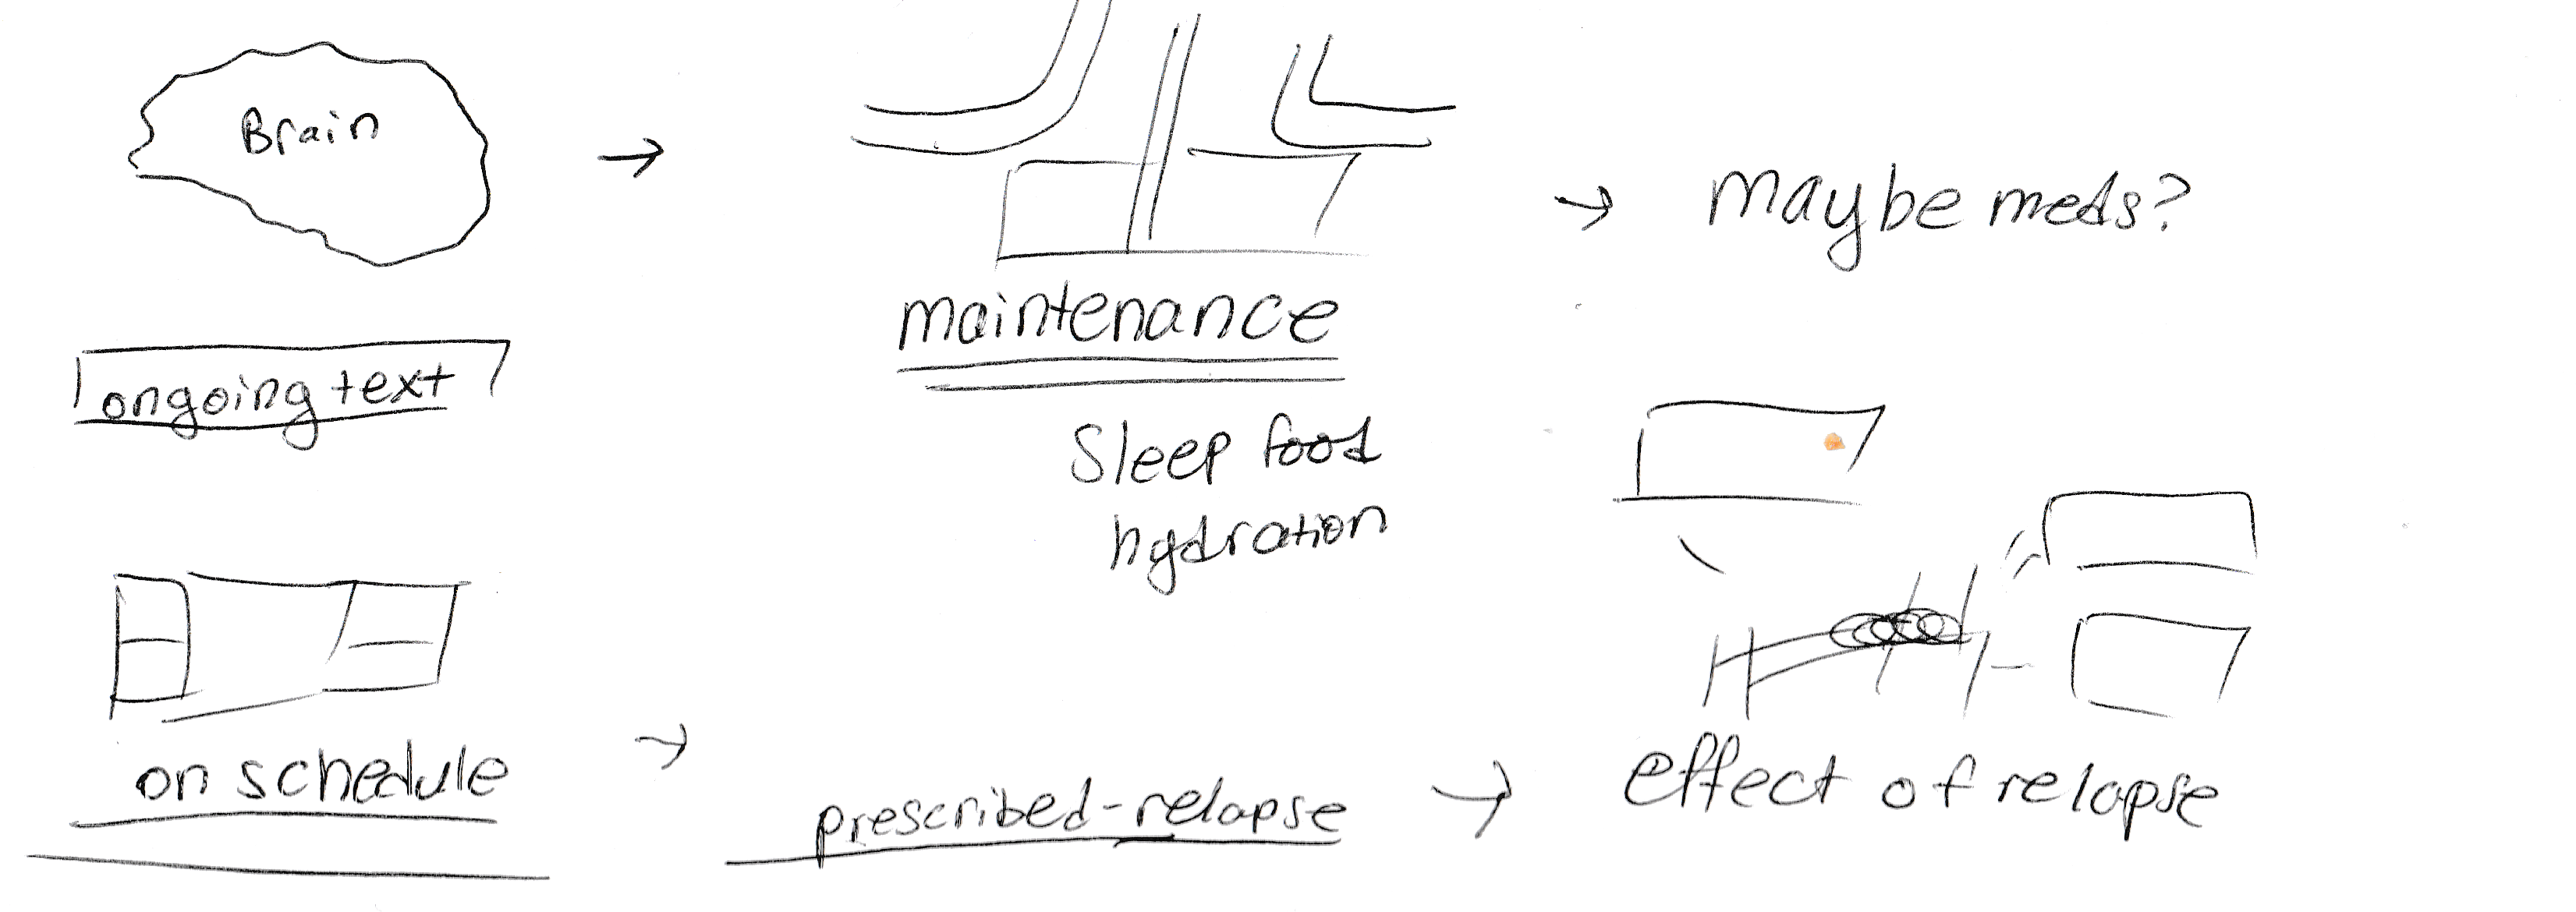 Brain
maybe meds?
maintenance
ongoing text
Sleep food
hydration
on schedule
prescribed-relapse
effect of relapse